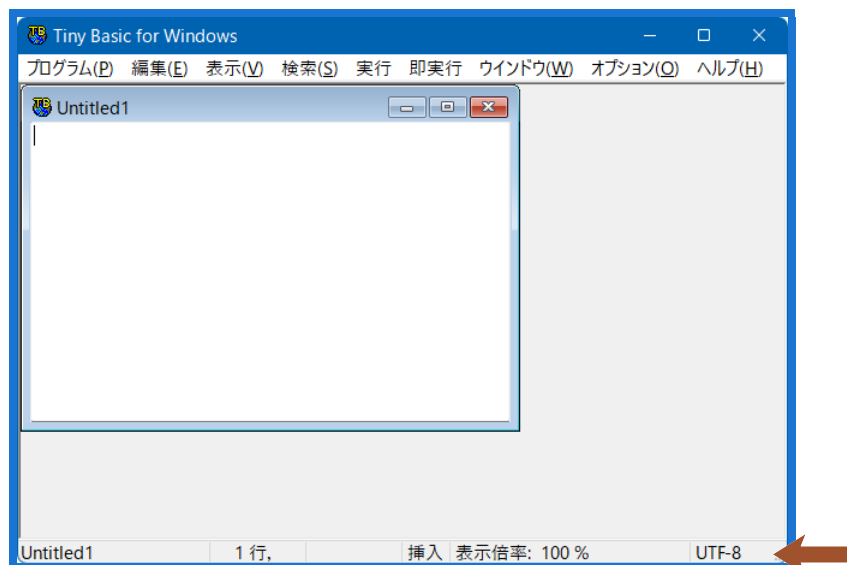 Tiny Basic for Windows
プログラム(P) 編集(E) 表示(V) 検索(S) 実行 即実行 ウインドウ(W) オプション(O) ヘルプ(H)
Untitled1
Untitled1 1 行, 挿入 表示倍率: 100 % UTF-8